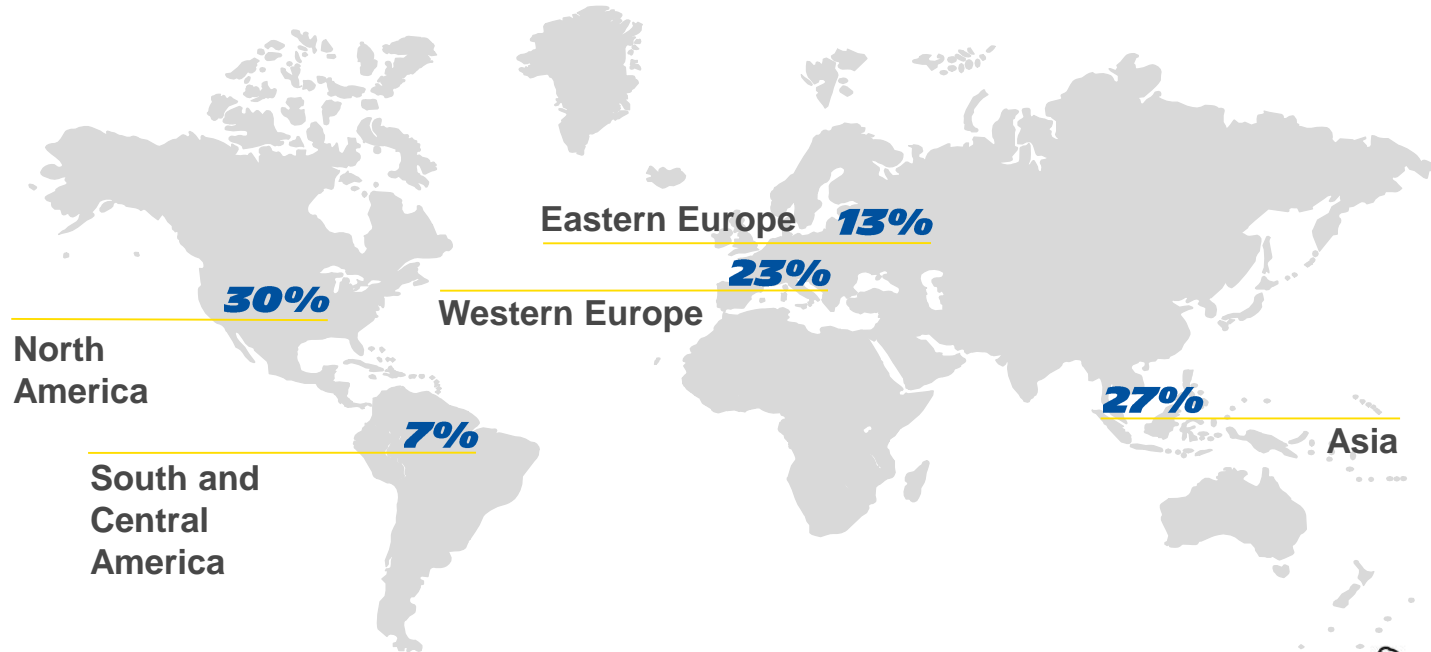 Eastern Europe 13%
23%
Western Europe
30%
North
America
27%
Asia
7%
South and
Central
America